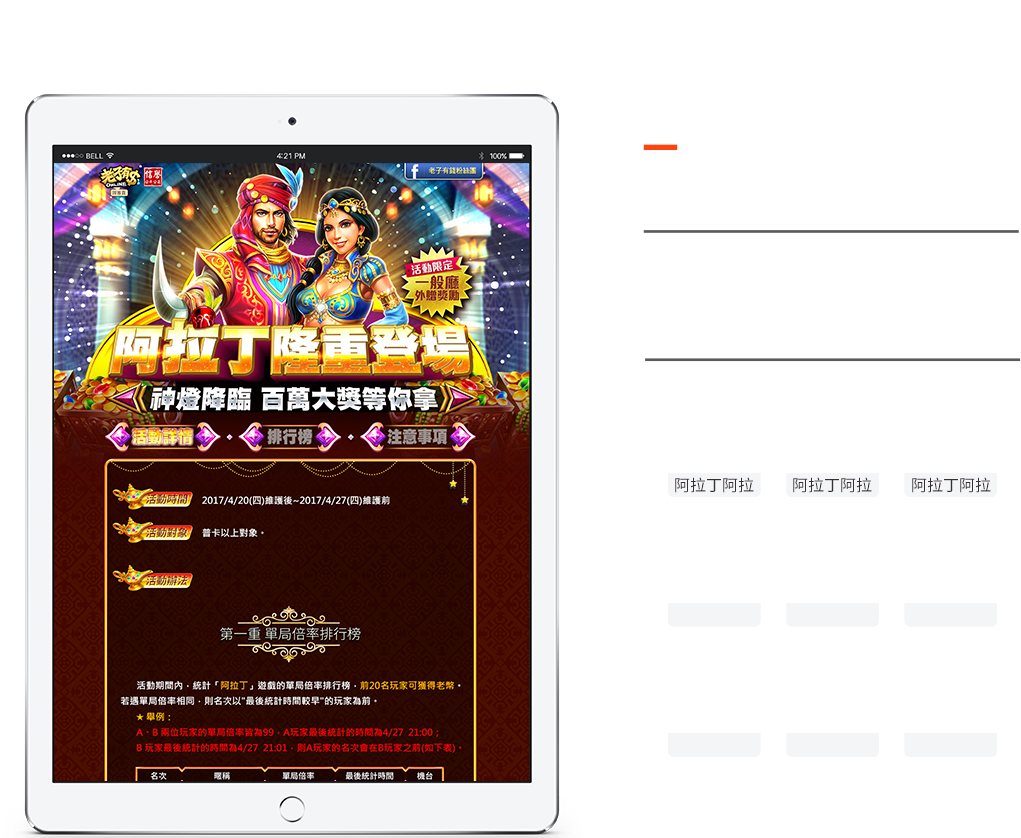 BELL
4:21 PM
100%
老子有錢
OnLINE
信譽
老子有錢粉絲團
活動限定
一般廳
外贈獎勵
阿拉丁隆重登場
神燈降臨 百萬大獎等你拿
活動詳情
排行榜
注意事項
活動時間 2017/4/20(四)維護後~2017/4/27(四)維護前
活動對象 普卡以上對象。
活動辦法
第一重 單局倍率排行榜
活動期間內，統計「阿拉丁」遊戲的單局倍率排行榜，前20名玩家可獲得老幣。
若遇單局倍率相同，則名次以"最後統計時間較早"的玩家為前。
★ 舉例：
A、B 兩位玩家的單局倍率皆為99，A玩家最後統計的時間為4/27 21:00；
B 玩家最後統計的時間為4/27 21:01，則A玩家的名次會在B玩家之前(如下表)。
名次 暱稱 單局倍率 最後統計時間 機台
阿拉丁阿拉 阿拉丁阿拉 阿拉丁阿拉